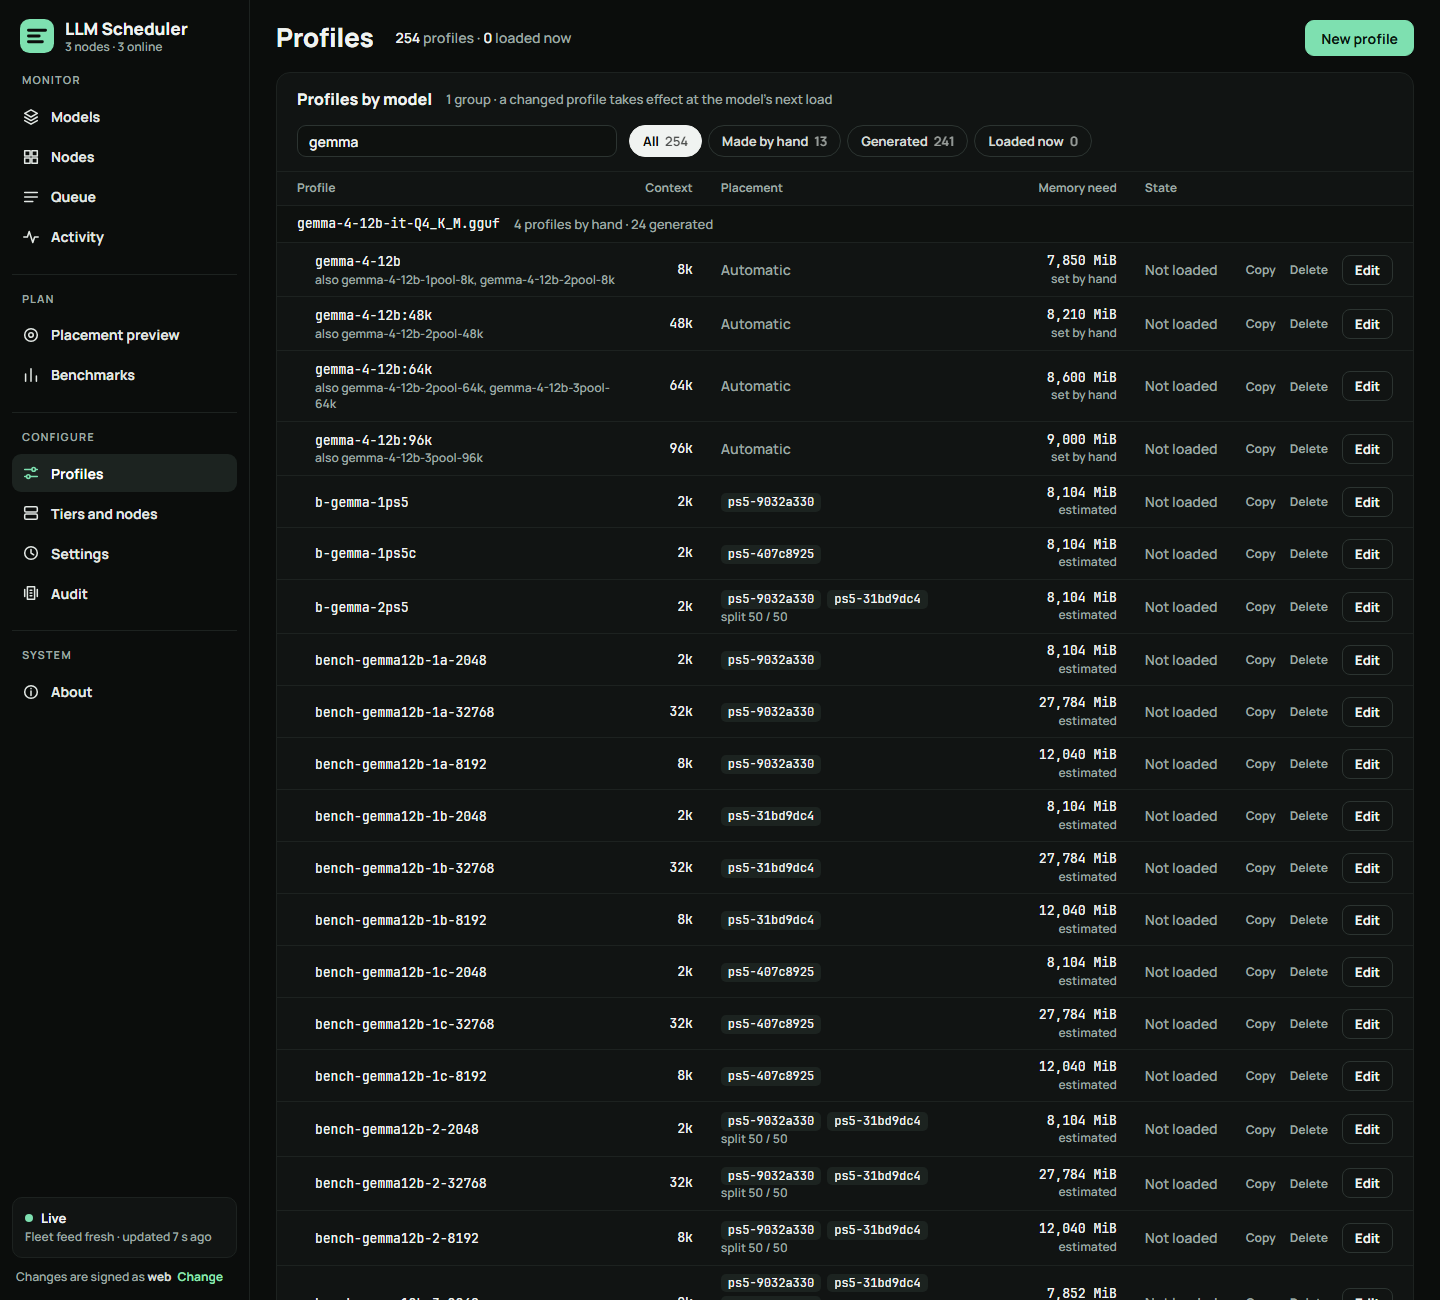 LLM Scheduler
3 nodes · 3 online
MONITOR
Models
Nodes
Queue
Activity
PLAN
Placement preview
Benchmarks
CONFIGURE
Profiles
Tiers and nodes
Settings
Audit
SYSTEM
About
Live
Fleet feed fresh · updated 7 s ago
Changes are signed as web Change
Profiles 254 profiles · 0 loaded now New profile
Profiles by model 1 group · a changed profile takes effect at the model's next load
gemma All 254 Made by hand 13 Generated 241 Loaded now 0
Profile Context Placement Memory need State
gemma-4-12b-it-Q4_K_M.gguf 4 profiles by hand · 24 generated
gemma-4-12b 8k Automatic 7,850 MiB Not loaded Copy Delete Edit
also gemma-4-12b-1pool-8k, gemma-4-12b-2pool-8k set by hand
gemma-4-12b:48k 48k Automatic 8,210 MiB Not loaded Copy Delete Edit
also gemma-4-12b-2pool-48k set by hand
gemma-4-12b:64k 64k Automatic 8,600 MiB Not loaded Copy Delete Edit
also gemma-4-12b-2pool-64k, gemma-4-12b-3pool- set by hand
64k
gemma-4-12b:96k 96k Automatic 9,000 MiB Not loaded Copy Delete Edit
also gemma-4-12b-3pool-96k set by hand
b-gemma-1ps5 2k ps5-9032a330 8,104 MiB Not loaded Copy Delete Edit
estimated
b-gemma-1ps5c 2k ps5-407c8925 8,104 MiB Not loaded Copy Delete Edit
estimated
b-gemma-2ps5 2k ps5-9032a330 ps5-31bd9dc4 8,104 MiB Not loaded Copy Delete Edit
split 50 / 50 estimated
bench-gemma12b-1a-2048 2k ps5-9032a330 8,104 MiB Not loaded Copy Delete Edit
estimated
bench-gemma12b-1a-32768 32k ps5-9032a330 27,784 MiB Not loaded Copy Delete Edit
estimated
bench-gemma12b-1a-8192 8k ps5-9032a330 12,040 MiB Not loaded Copy Delete Edit
estimated
bench-gemma12b-1b-2048 2k ps5-31bd9dc4 8,104 MiB Not loaded Copy Delete Edit
estimated
bench-gemma12b-1b-32768 32k ps5-31bd9dc4 27,784 MiB Not loaded Copy Delete Edit
estimated
bench-gemma12b-1b-8192 8k ps5-31bd9dc4 12,040 MiB Not loaded Copy Delete Edit
estimated
bench-gemma12b-1c-2048 2k ps5-407c8925 8,104 MiB Not loaded Copy Delete Edit
estimated
bench-gemma12b-1c-32768 32k ps5-407c8925 27,784 MiB Not loaded Copy Delete Edit
estimated
bench-gemma12b-1c-8192 8k ps5-407c8925 12,040 MiB Not loaded Copy Delete Edit
estimated
bench-gemma12b-2-2048 2k ps5-9032a330 ps5-31bd9dc4 8,104 MiB Not loaded Copy Delete Edit
split 50 / 50 estimated
bench-gemma12b-2-32768 32k ps5-9032a330 ps5-31bd9dc4 27,784 MiB Not loaded Copy Delete Edit
split 50 / 50 estimated
bench-gemma12b-2-8192 8k ps5-9032a330 ps5-31bd9dc4 12,040 MiB Not loaded Copy Delete Edit
split 50 / 50 estimated
ps5-9032a330 ps5-31bd9dc4 7,852 MiB